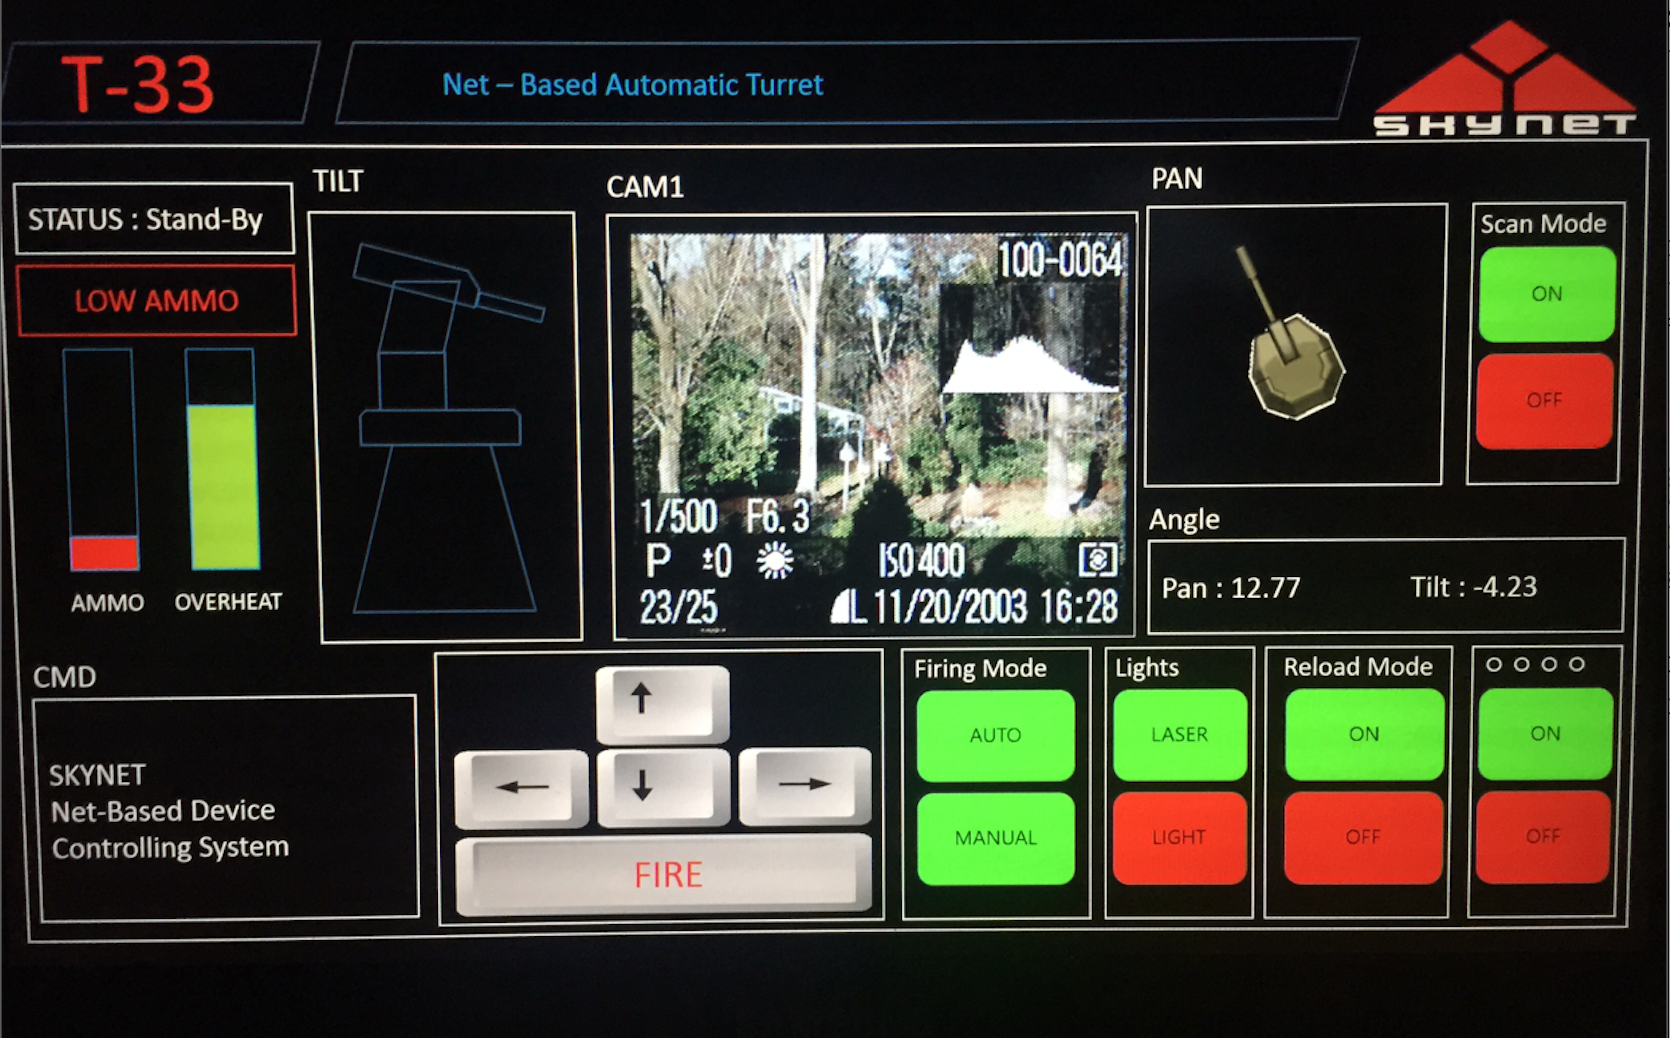 T-33
Net – Based Automatic Turret
SKYNET
STATUS : Stand-By
LOW AMMO
AMMO
OVERHEAT
TILT
CAM1
100-0064
1/500 F6.3
P ±0 ISO 400
23/25 L 11/20/2003 16:28
PAN
Scan Mode
ON
OFF
Angle
Pan : 12.77 Tilt : -4.23
CMD
SKYNET
Net-Based Device
Controlling System
↑
← ↓ →
FIRE
Firing Mode
AUTO
MANUAL
Lights
LASER
LIGHT
Reload Mode
ON
OFF
ON
OFF